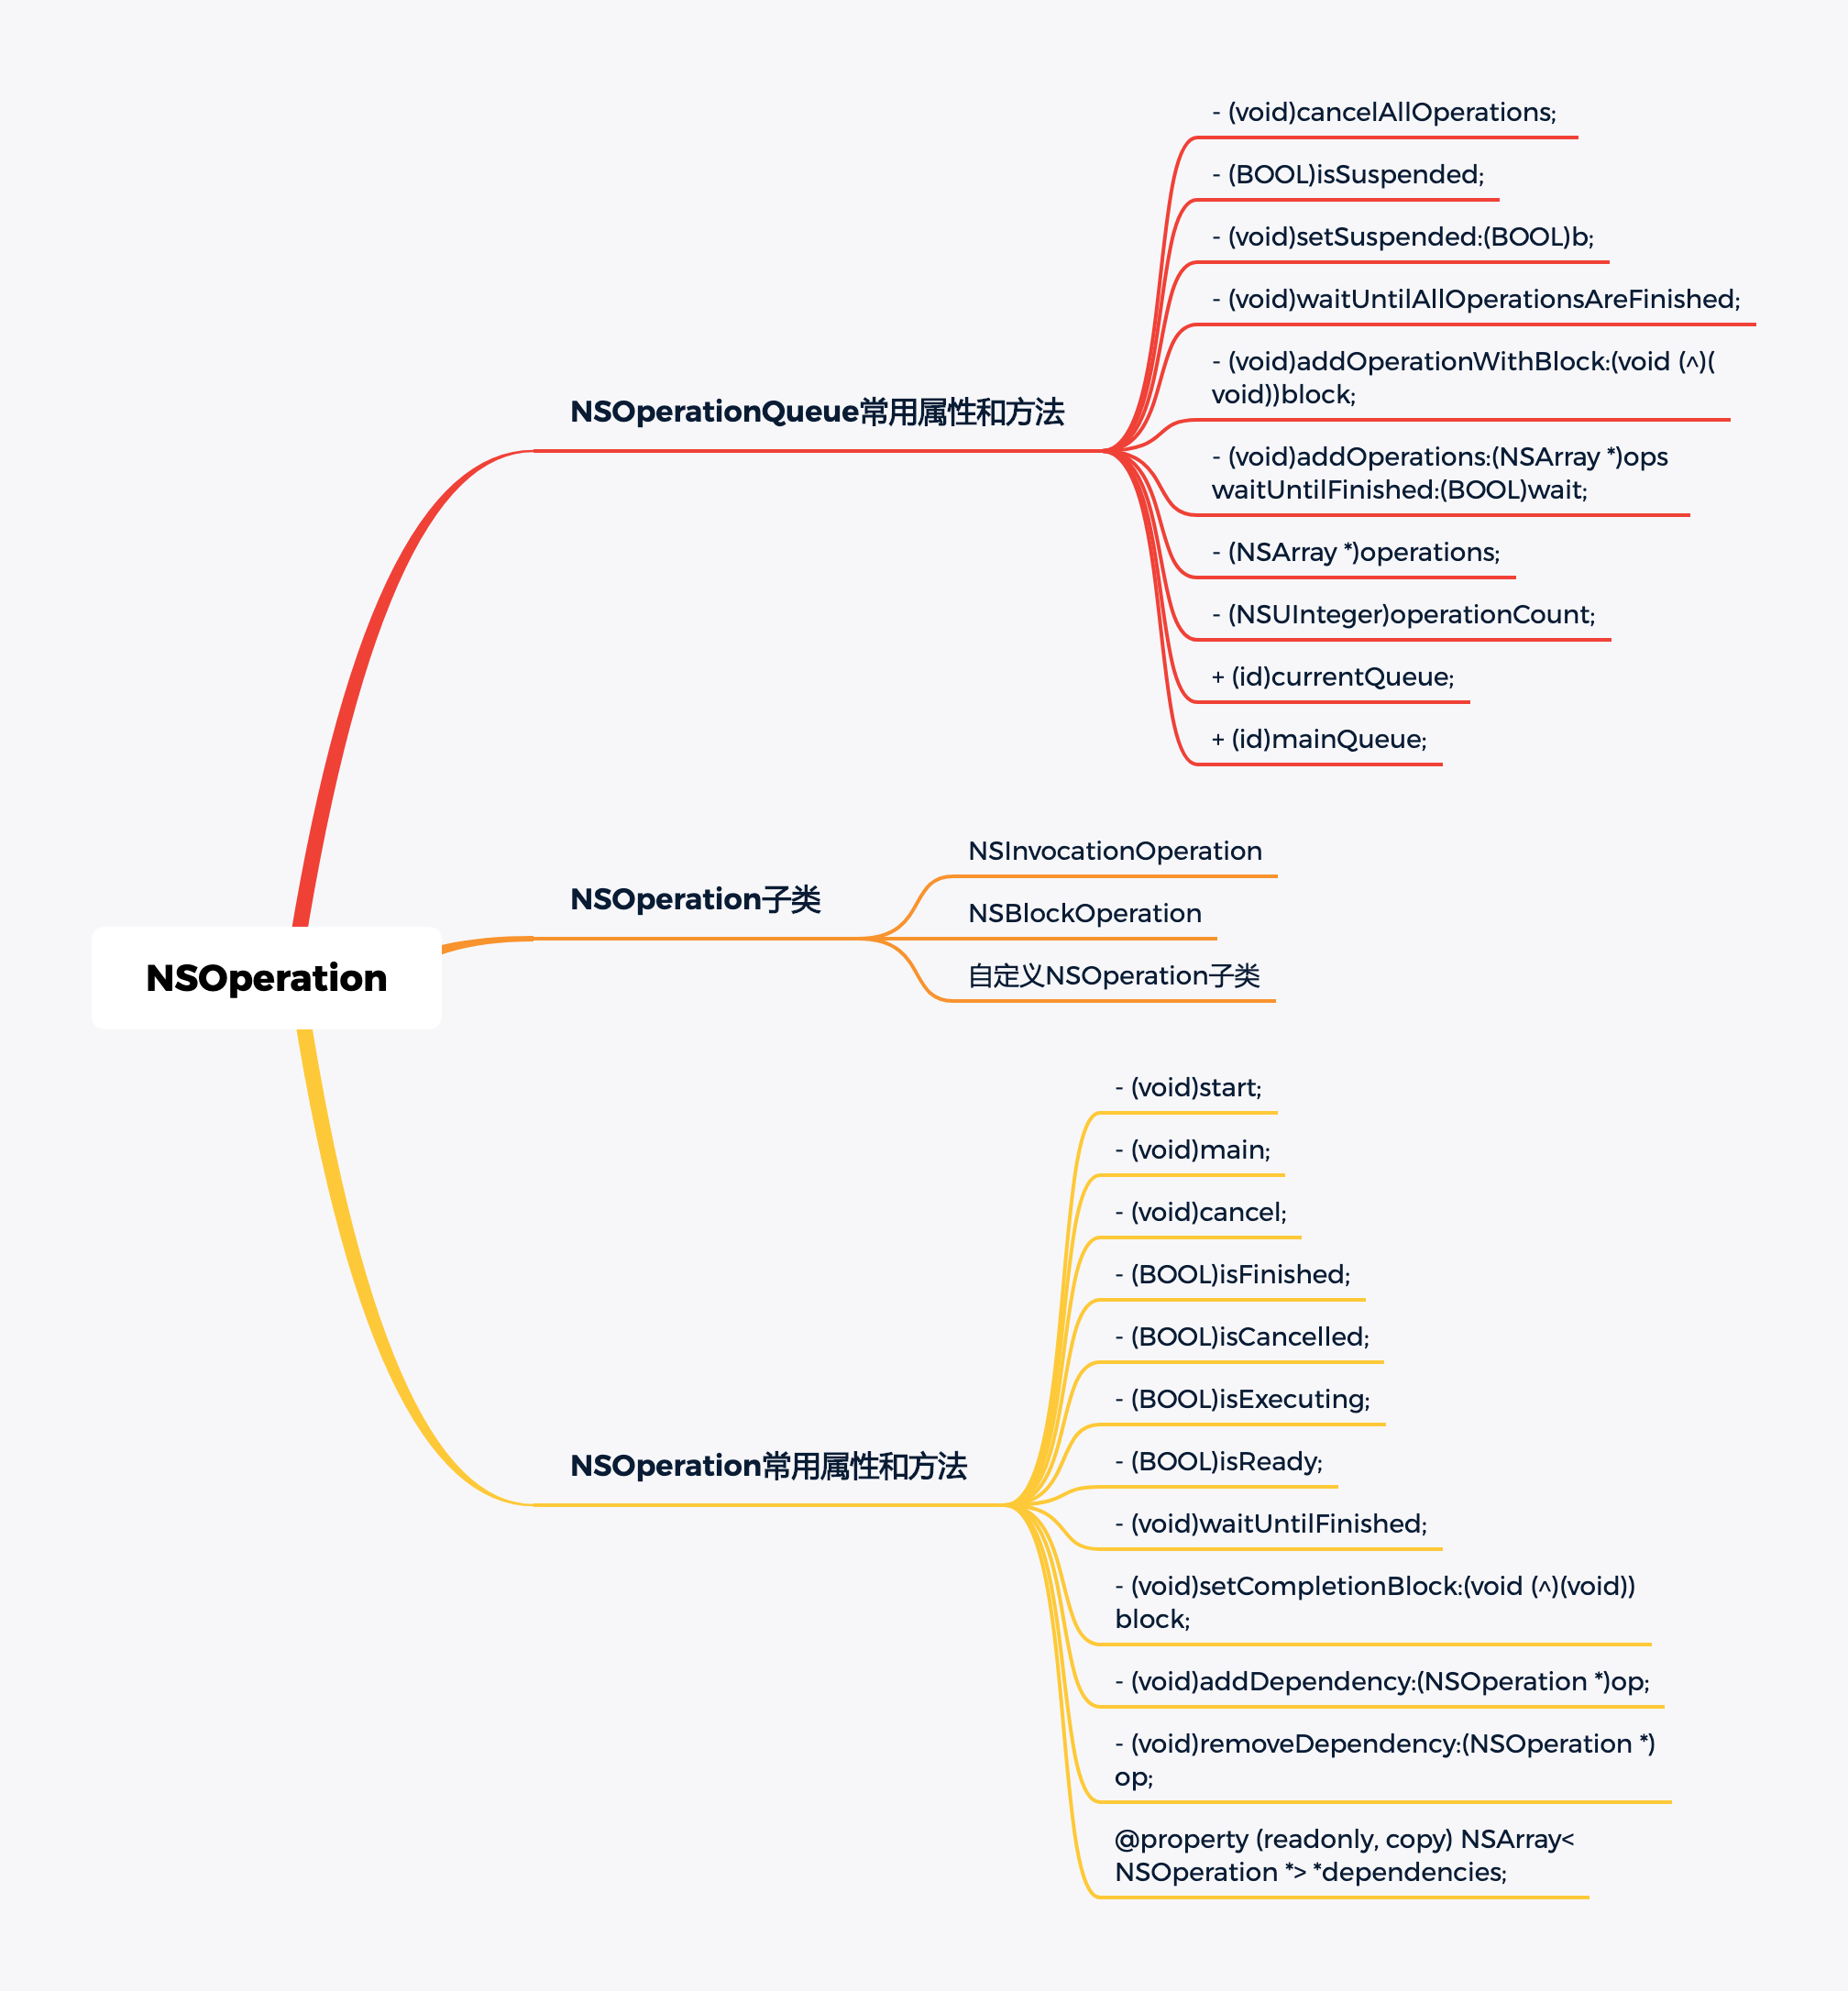 NSOperation
NSOperationQueue常用属性和方法
- (void)cancelAllOperations;
- (BOOL)isSuspended;
- (void)setSuspended:(BOOL)b;
- (void)waitUntilAllOperationsAreFinished;
- (void)addOperationWithBlock:(void (^)(
void))block;
- (void)addOperations:(NSArray *)ops
waitUntilFinished:(BOOL)wait;
- (NSArray *)operations;
- (NSUInteger)operationCount;
+ (id)currentQueue;
+ (id)mainQueue;
NSOperation子类
NSInvocationOperation
NSBlockOperation
自定义NSOperation子类
NSOperation常用属性和方法
- (void)start;
- (void)main;
- (void)cancel;
- (BOOL)isFinished;
- (BOOL)isCancelled;
- (BOOL)isExecuting;
- (BOOL)isReady;
- (void)waitUntilFinished;
- (void)setCompletionBlock:(void (^)(void))
block;
- (void)addDependency:(NSOperation *)op;
- (void)removeDependency:(NSOperation *)
op;
@property (readonly, copy) NSArray<
NSOperation *> *dependencies;